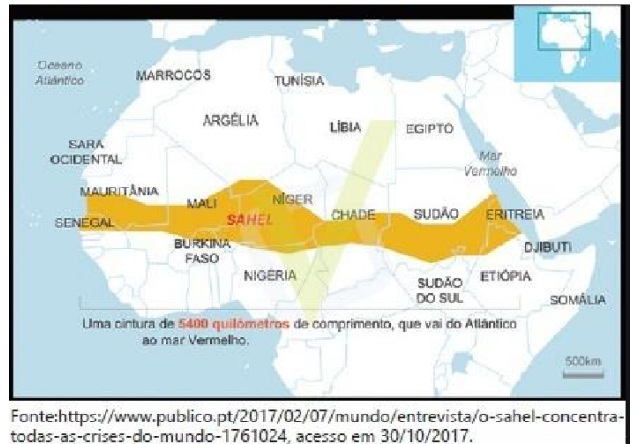 Oceano
Atlântico
MARROCOS
TUNÍSIA
ARGÉLIA
LÍBIA
EGIPTO
SARA
OCIDENTAL
Mar
Vermelho
MAURITÂNIA
MALI
NÍGER
SAHEL
CHADE
SUDÃO
ERITREIA
SENEGAL
BURKINA
FASO
DJIBUTI
NIGERIA
SUDÃO
DO SUL
ETIÓPIA
SOMÁLIA
Uma cintura de 5400 quilómetros de comprimento, que vai do Atlântico
ao mar Vermelho.
500km
Fonte:https://www.publico.pt/2017/02/07/mundo/entrevista/o-sahel-concentra-
todas-as-crises-do-mundo-1761024, acesso em 30/10/2017.